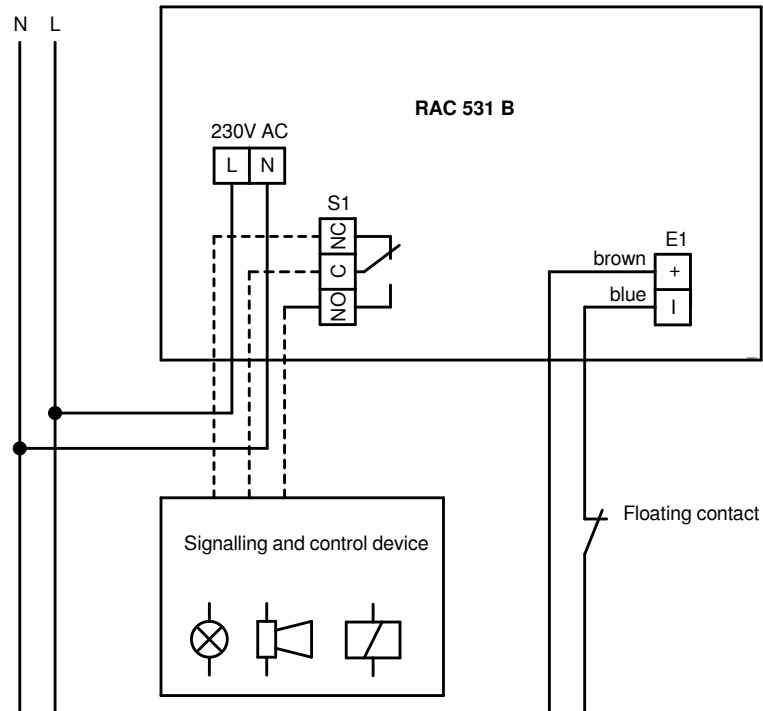 N L
RAC 531 B
230V AC
L N
S1
NC
C
NO
E1
brown +
blue I
Floating contact
Signalling and control device